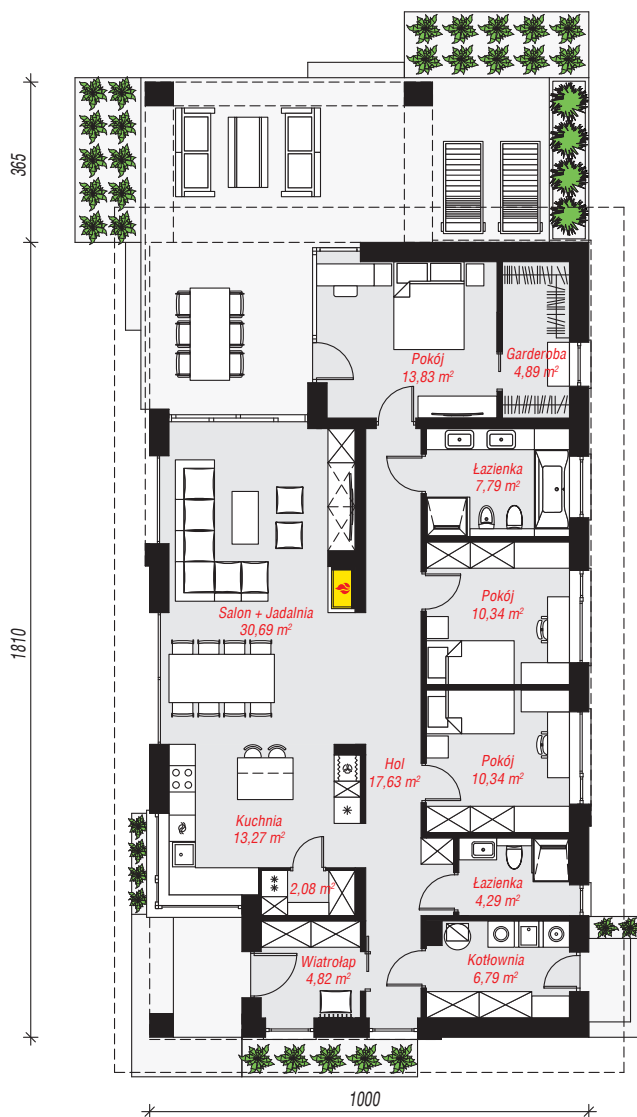 365
Pokój
13,83 m²
Garderoba
4,89 m²
Łazienka
7,79 m²
Salon + Jadalnia
30,69 m²
Pokój
10,34 m²
1810
Hol
17,63 m²
Pokój
10,34 m²
Kuchnia
13,27 m²
2,08 m²
Łazienka
4,29 m²
Wiatrołap
4,82 m²
Kotłownia
6,79 m²
1000